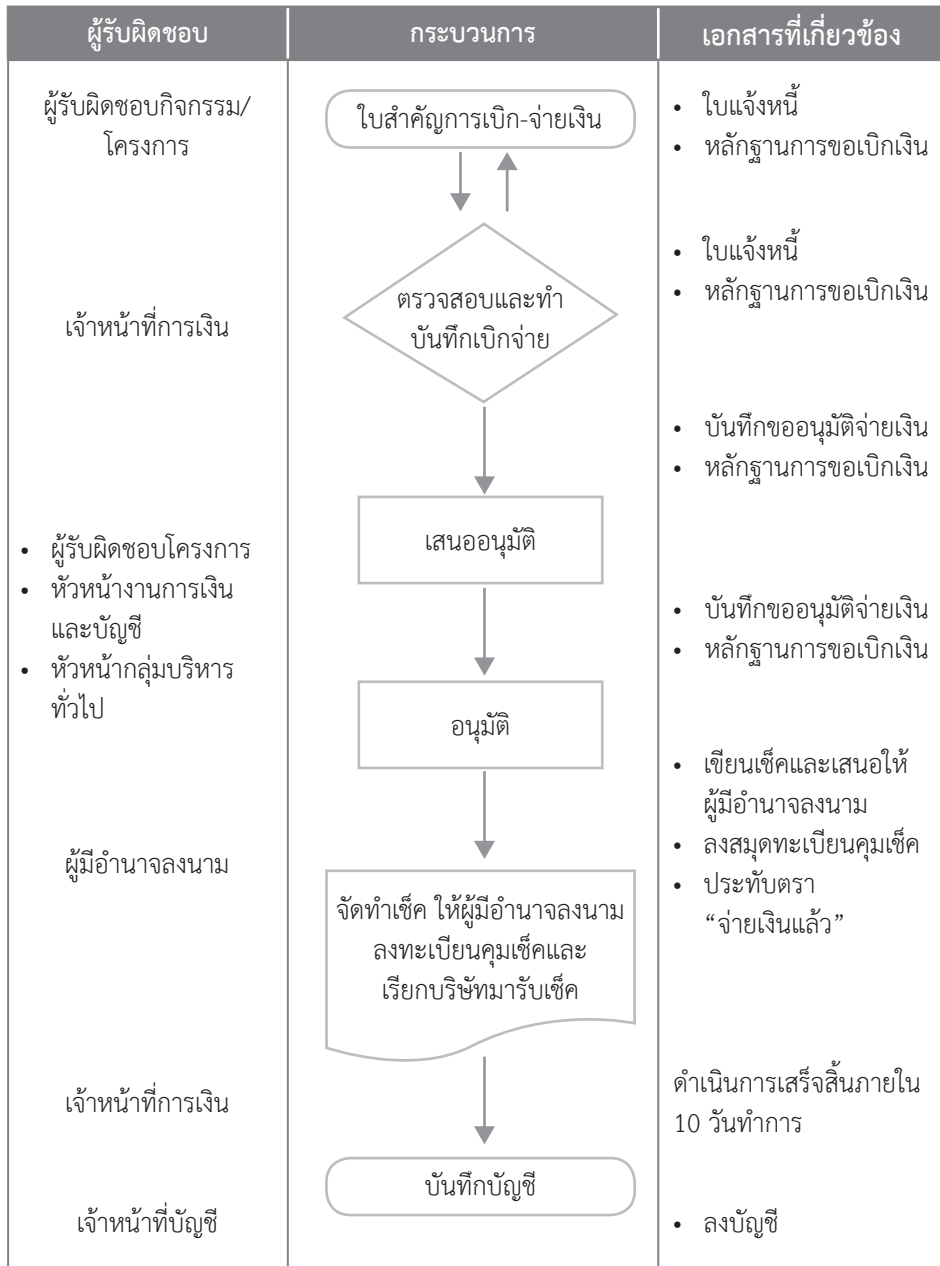 ผู้รับผิดชอบ
กระบวนการ
เอกสารที่เกี่ยวข้อง
ผู้รับผิดชอบกิจกรรม/
โครงการ
ใบสำคัญการเบิก-จ่ายเงิน
• ใบแจ้งหนี้
• หลักฐานการขอเบิกเงิน
เจ้าหน้าที่การเงิน
ตรวจสอบและทำ
บันทึกเบิกจ่าย
• ใบแจ้งหนี้
• หลักฐานการขอเบิกเงิน
• บันทึกขออนุมัติจ่ายเงิน
• หลักฐานการขอเบิกเงิน
• ผู้รับผิดชอบโครงการ
• หัวหน้างานการเงิน
และบัญชี
• หัวหน้ากลุ่มบริหาร
ทั่วไป
เสนออนุมัติ
• บันทึกขออนุมัติจ่ายเงิน
• หลักฐานการขอเบิกเงิน
อนุมัติ
ผู้มีอำนาจลงนาม
• เขียนเช็คและเสนอให้
ผู้มีอำนาจลงนาม
• ลงสมุดทะเบียนคุมเช็ค
• ประทับตรา
“จ่ายเงินแล้ว”
จัดทำเช็ค ให้ผู้มีอำนาจลงนาม
ลงทะเบียนคุมเช็คและ
เรียกบริษัทมารับเช็ค
เจ้าหน้าที่การเงิน
ดำเนินการเสร็จสิ้นภายใน
10 วันทำการ
บันทึกบัญชี
เจ้าหน้าที่บัญชี
• ลงบัญชี